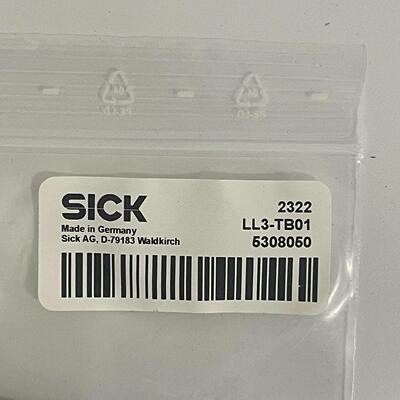 SICK
Made in Germany
Sick AG, D-79183 Waldkirch
2322
LL3-TB01
5308050